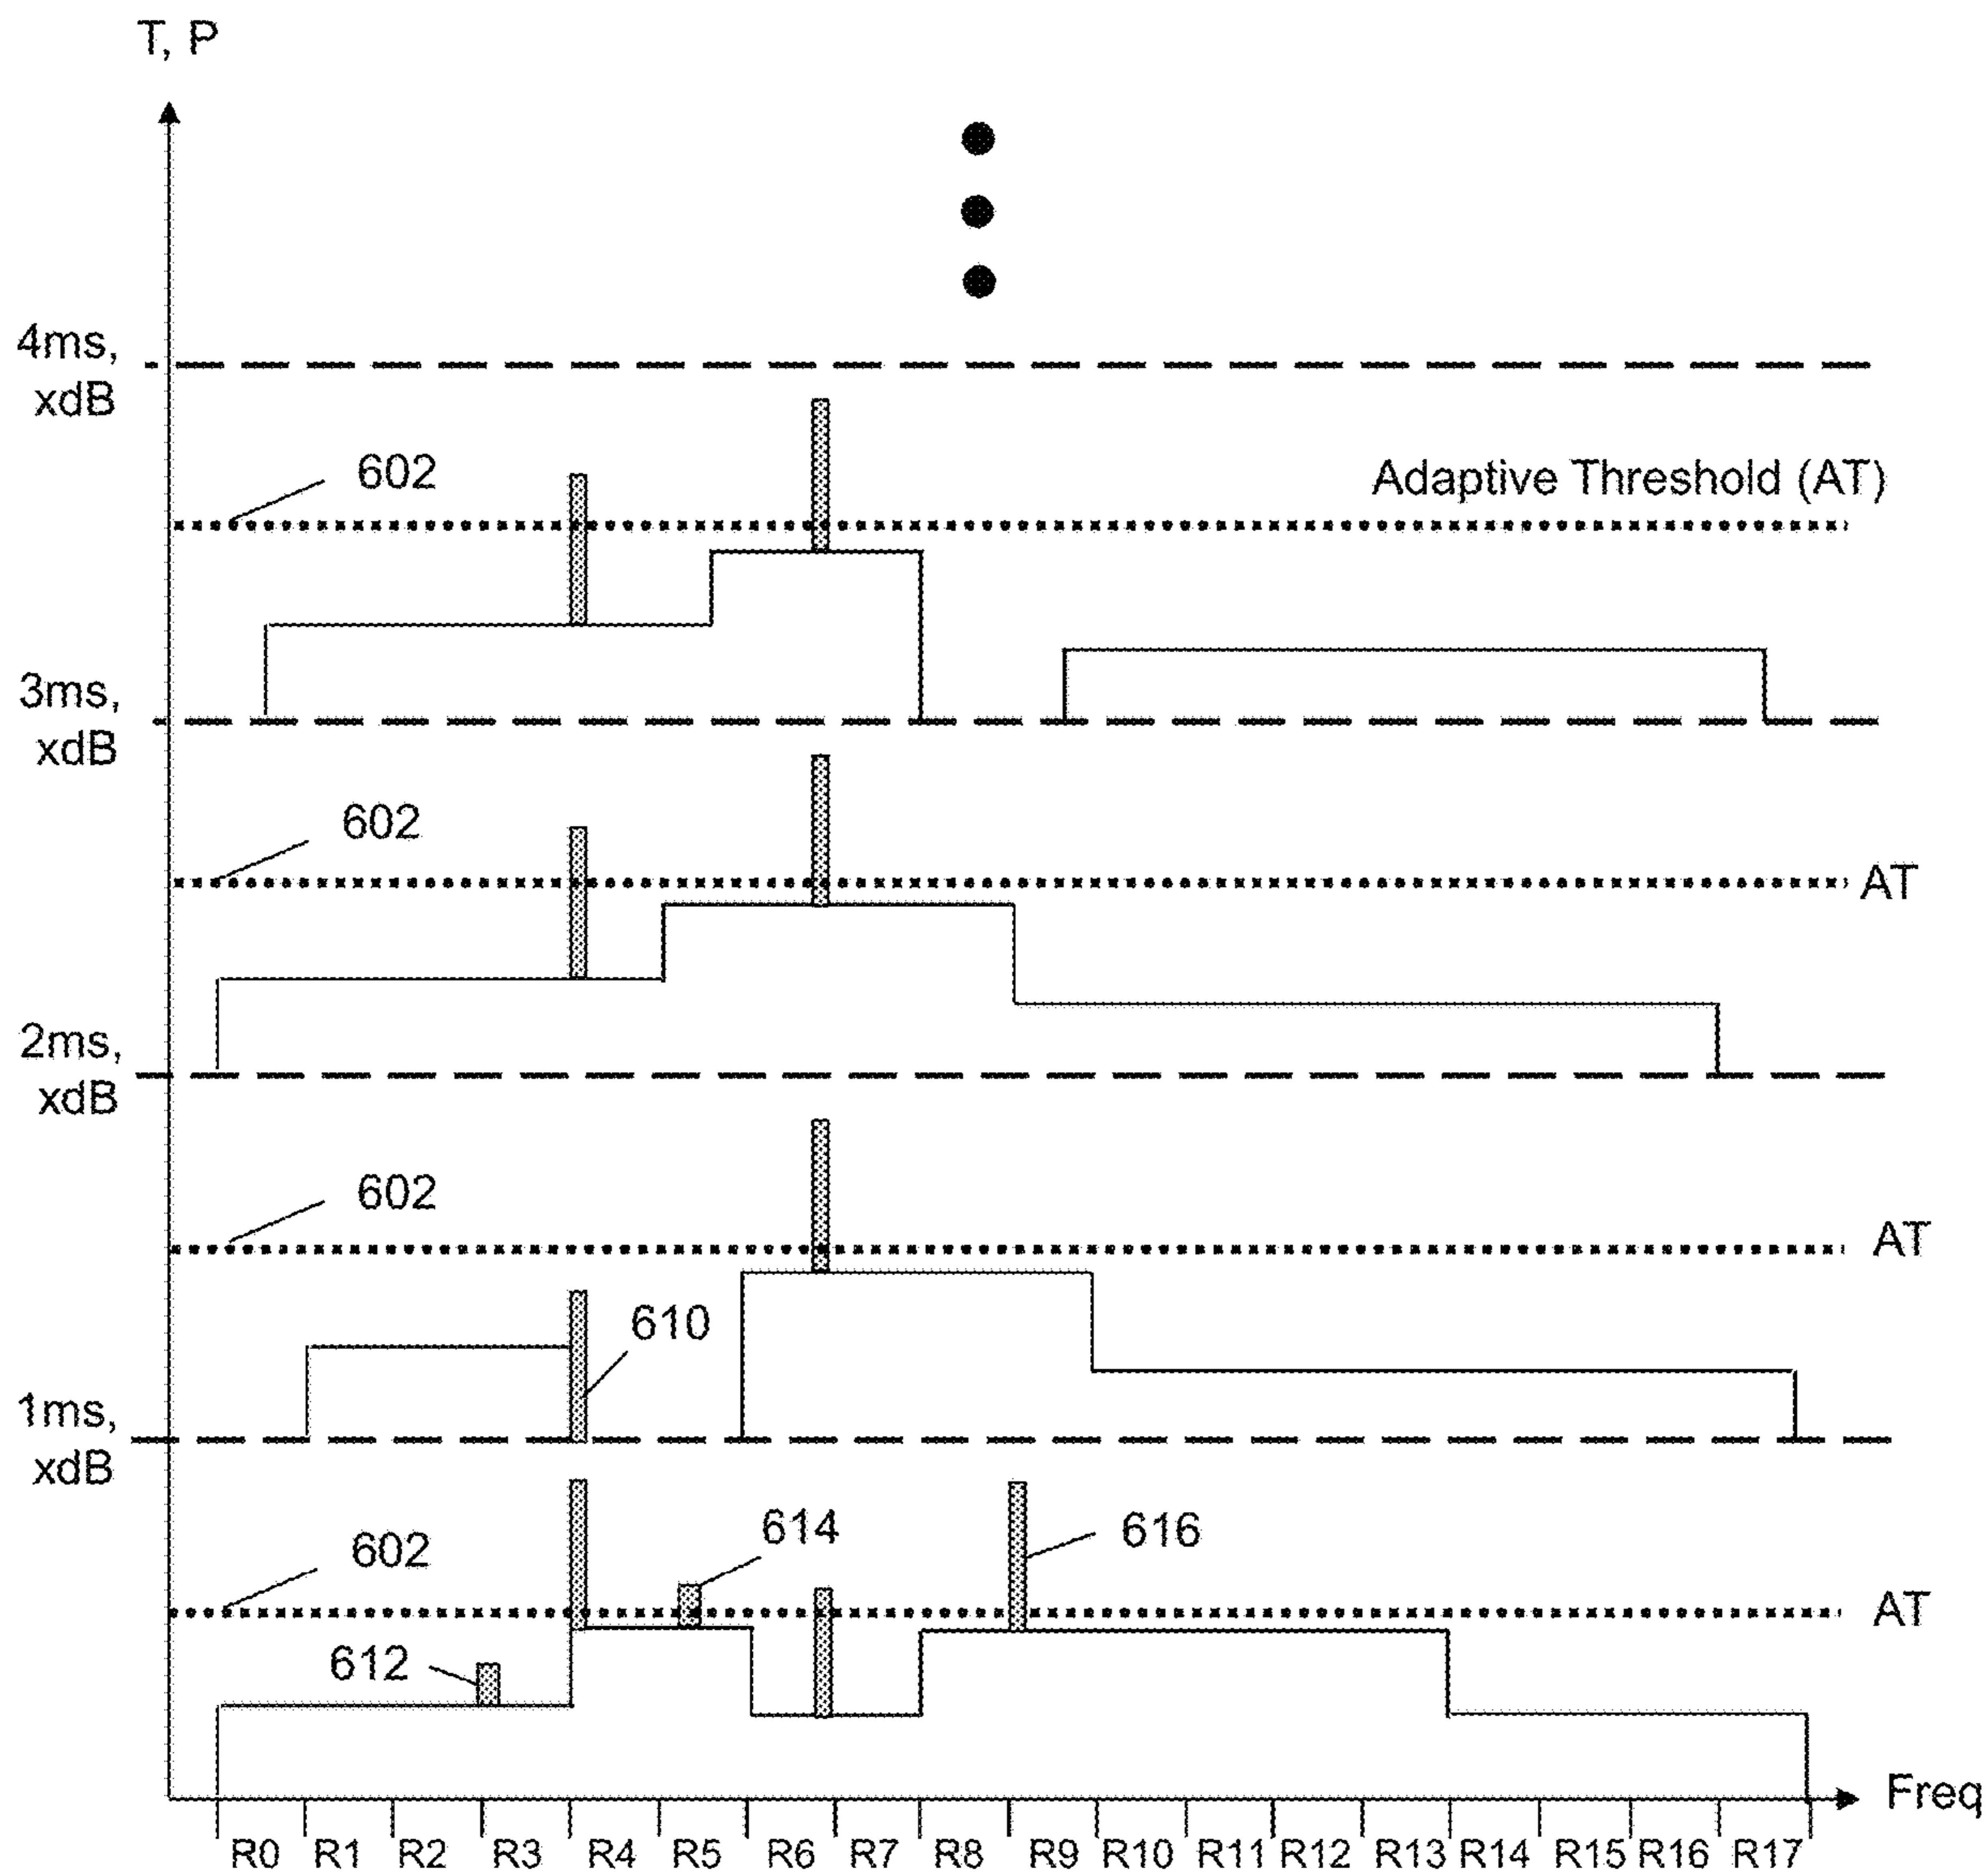 T, P
4ms,
xdB
602
Adaptive Threshold (AT)
3ms,
xdB
602
AT
2ms,
xdB
602
AT
610
1ms,
xdB
602
614
616
AT
612
Freq
R0 R1 R2 R3 R4 R5 R6 R7 R8 R9 R10 R11 R12 R13 R14 R15 R16 R17